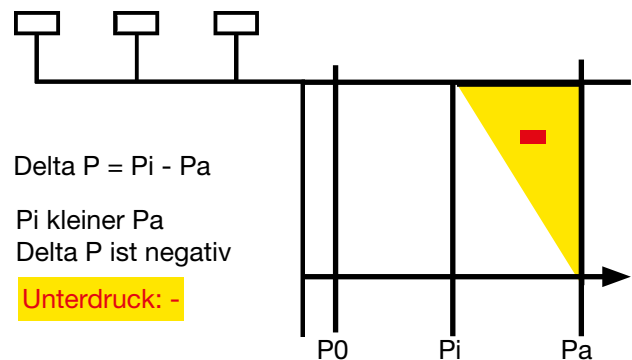 Delta P = Pi - Pa
Pi kleiner Pa
Delta P ist negativ
Unterdruck: -
P0 Pi Pa